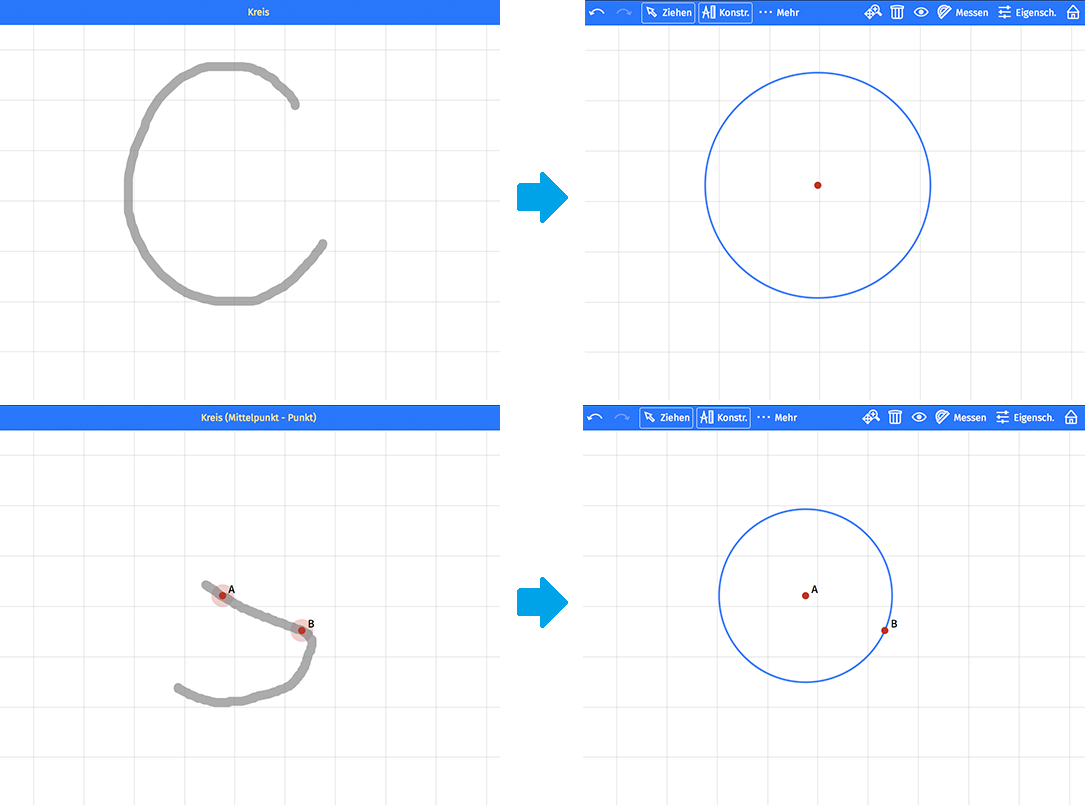 Kreis
Ziehen Konstr. ··· Mehr Messen Eigensch.
Kreis (Mittelpunkt - Punkt)
Ziehen Konstr. ··· Mehr Messen Eigensch.
A
B
A
B